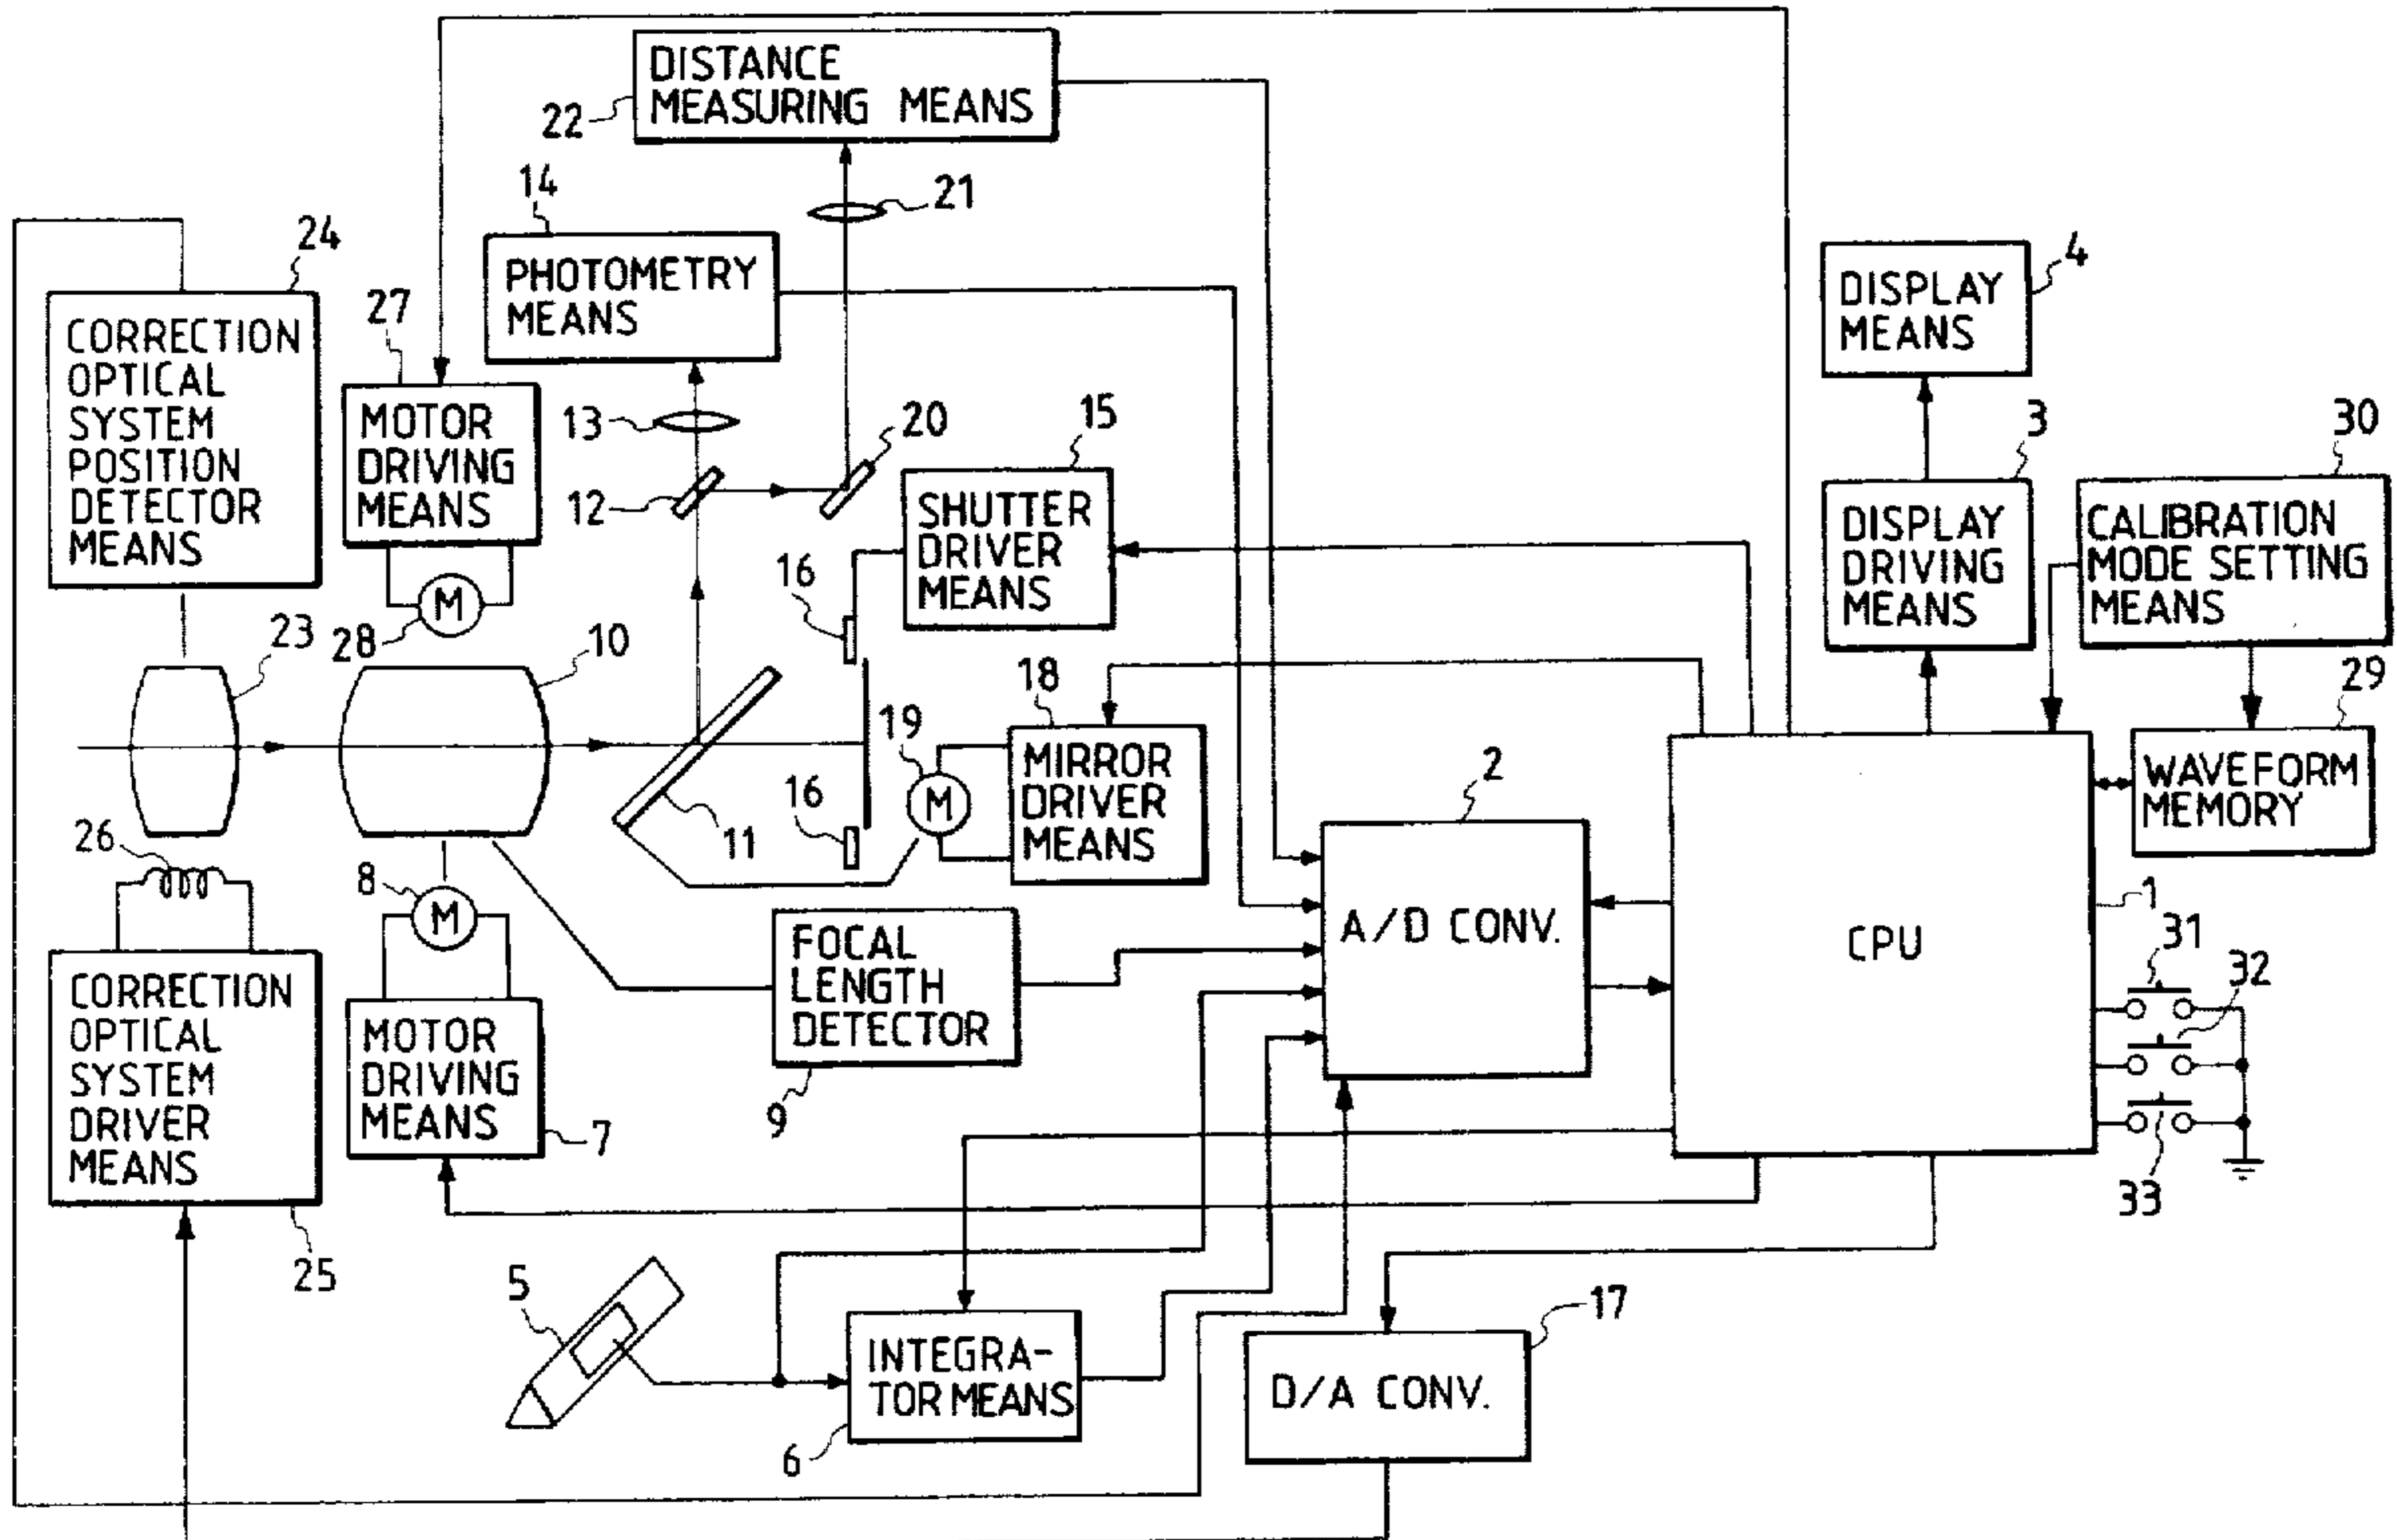 DISTANCE
MEASURING MEANS
22
21
14
PHOTOMETRY
MEANS
13
12
20
24
CORRECTION
OPTICAL
SYSTEM
POSITION
DETECTOR
MEANS
27
MOTOR
DRIVING
MEANS
M
28
23
10
15
SHUTTER
DRIVER
MEANS
16
16
11
18
MIRROR
DRIVER
MEANS
19
M
4
DISPLAY
MEANS
3
DISPLAY
DRIVING
MEANS
30
CALIBRATION
MODE SETTING
MEANS
29
WAVEFORM
MEMORY
2
A/D CONV.
CPU
1
31
32
33
26
CORRECTION
OPTICAL
SYSTEM
DRIVER
MEANS
25
8
M
MOTOR
DRIVING
MEANS
7
FOCAL
LENGTH
DETECTOR
9
5
INTEGRA-
TOR MEANS
6
17
D/A CONV.